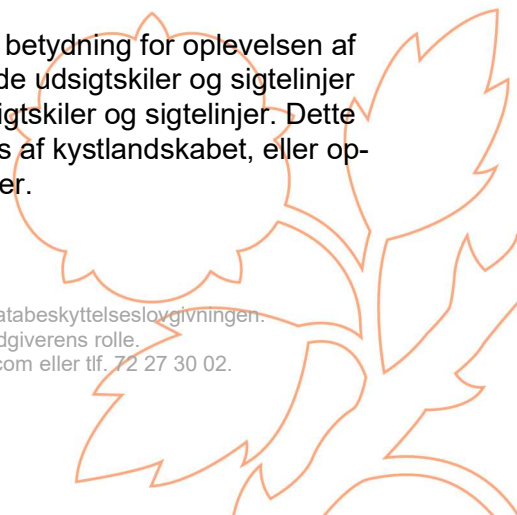 betydning for oplevelsen af
de udsigtskiler og sigtelinjer
igtskiler og sigtelinjer. Dette
s af kystlandskabet, eller op-
er.
atabeskyttelseslovgivningen.
dgiverens rolle.
com eller tlf. 72 27 30 02.